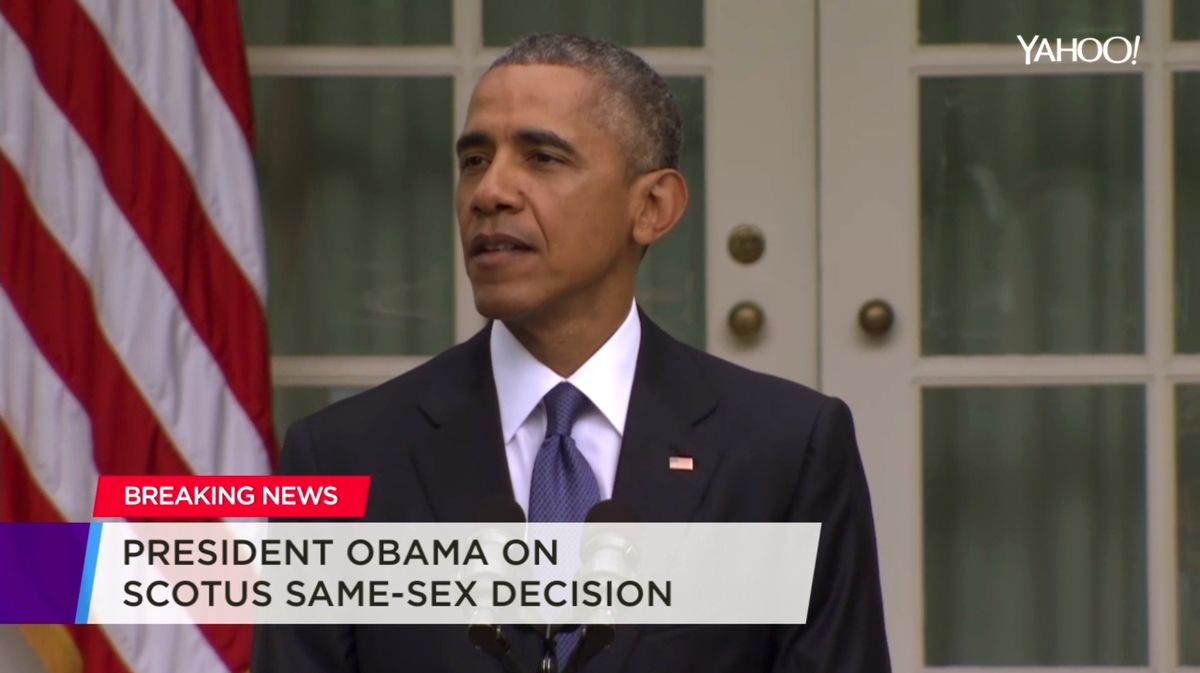 YAHOO!
BREAKING NEWS
PRESIDENT OBAMA ON
SCOTUS SAME-SEX DECISION